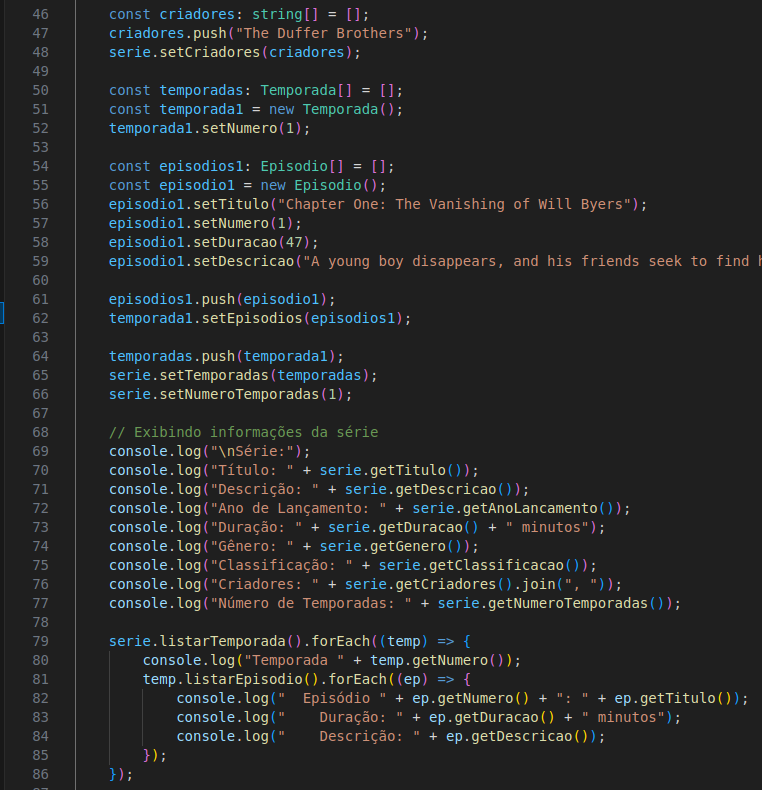 46 const criadores: string[] = [];
47 criadores.push("The Duffer Brothers");
48 serie.setCriadores(criadores);
49
50 const temporadas: Temporada[] = [];
51 const temporada1 = new Temporada();
52 temporada1.setNumero(1);
53
54 const episodios1: Episodio[] = [];
55 const episodio1 = new Episodio();
56 episodio1.setTitulo("Chapter One: The Vanishing of Will Byers");
57 episodio1.setNumero(1);
58 episodio1.setDuracao(47);
59 episodio1.setDescricao("A young boy disappears, and his friends seek to find
60
61 episodios1.push(episodio1);
62 temporada1.setEpisodios(episodios1);
63
64 temporadas.push(temporada1);
65 serie.setTemporadas(temporadas);
66 serie.setNumeroTemporadas(1);
67
68 // Exibindo informações da série
69 console.log("\nSérie:");
70 console.log("Título: " + serie.getTitulo());
71 console.log("Descrição: " + serie.getDescricao());
72 console.log("Ano de Lançamento: " + serie.getAnoLancamento());
73 console.log("Duração: " + serie.getDuracao() + " minutos");
74 console.log("Gênero: " + serie.getGenero());
75 console.log("Classificação: " + serie.getClassificacao());
76 console.log("Criadores: " + serie.getCriadores().join(", "));
77 console.log("Número de Temporadas: " + serie.getNumeroTemporadas());
78
79 serie.listarTemporada().forEach((temp) => {
80     console.log("Temporada " + temp.getNumero());
81     temp.listarEpisodio().forEach((ep) => {
82         console.log("  Episódio " + ep.getNumero() + ": " + ep.getTitulo());
83         console.log("    Duração: " + ep.getDuracao() + " minutos");
84         console.log("    Descrição: " + ep.getDescricao());
85     });
86 });